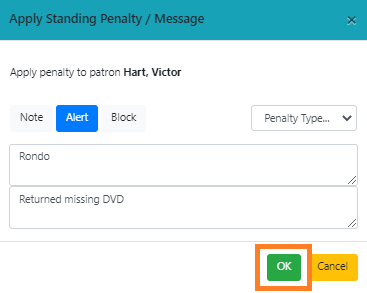 Apply Standing Penalty / Message ×
Apply penalty to patron Hart, Victor
Note Alert Block Penalty Type...
Rondo
Returned missing DVD
OK Cancel